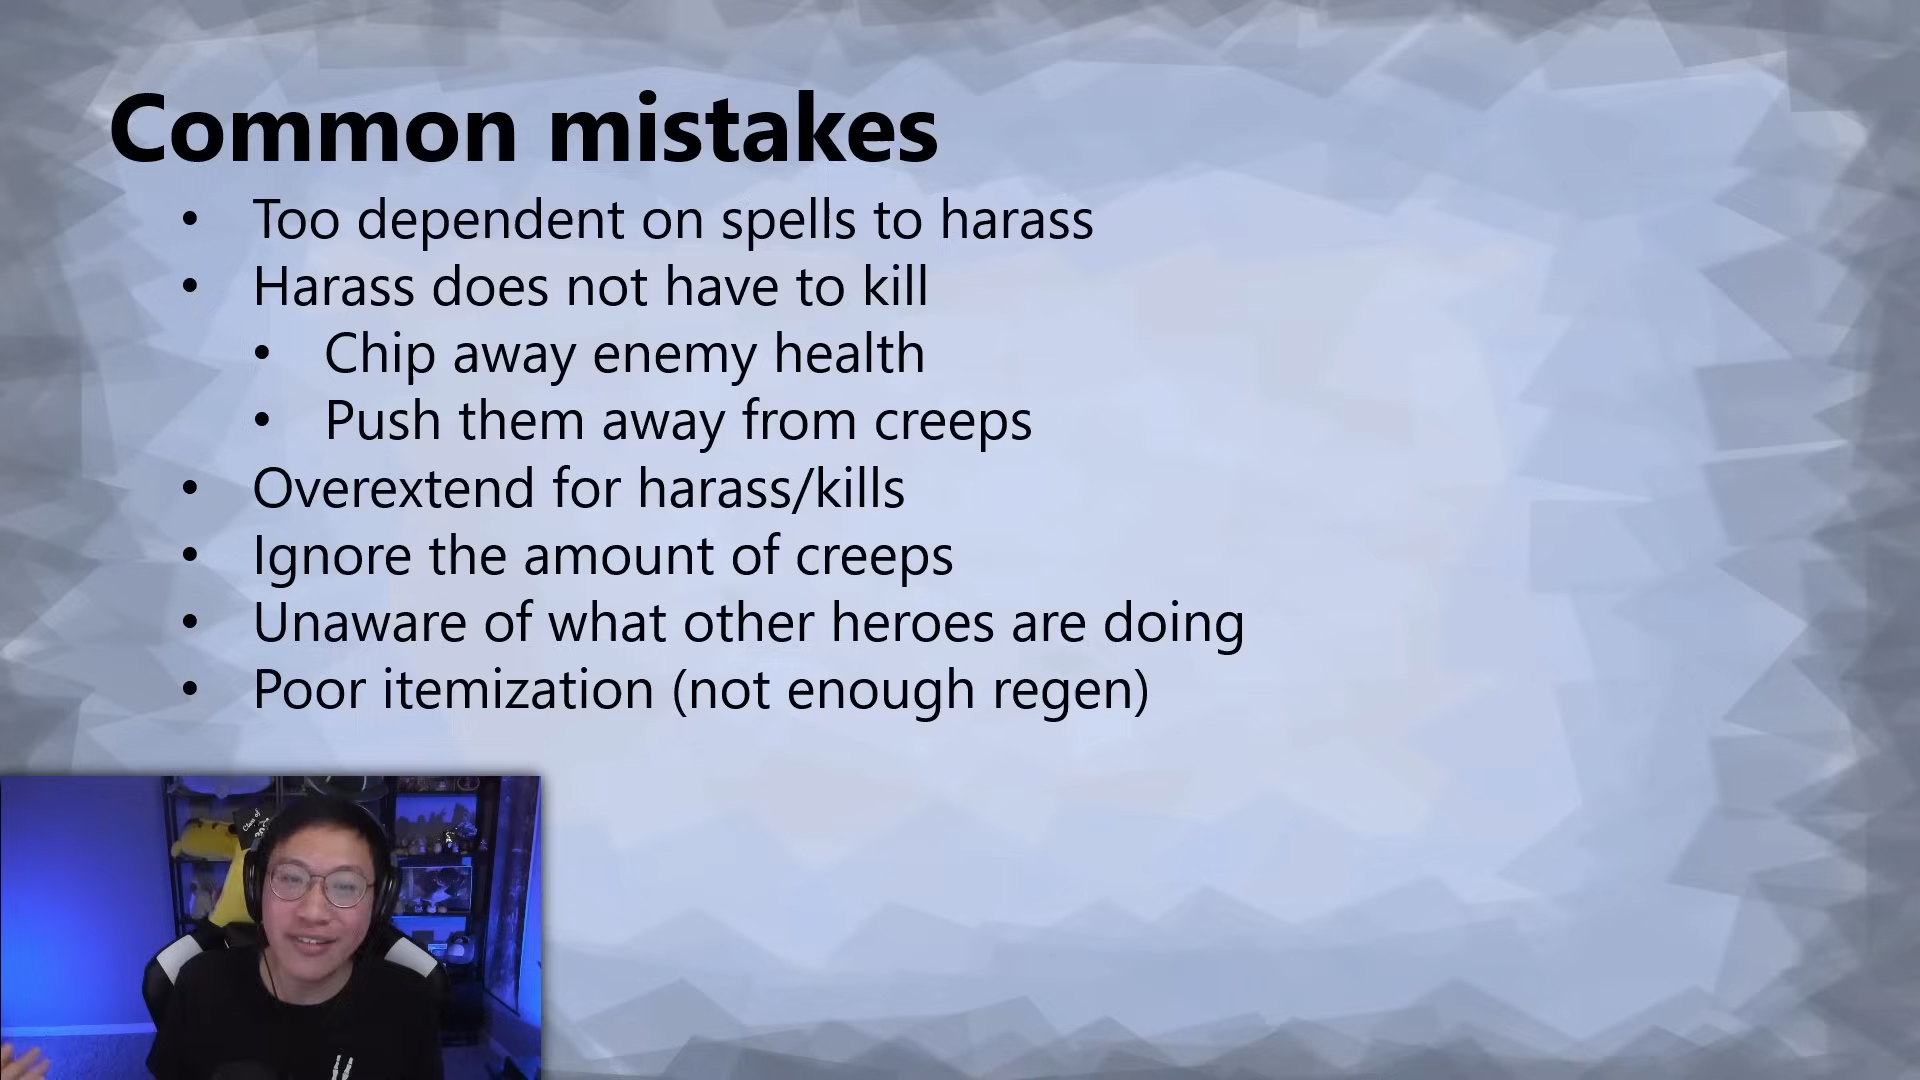 Common mistakes
• Too dependent on spells to harass
• Harass does not have to kill
• Chip away enemy health
• Push them away from creeps
• Overextend for harass/kills
• Ignore the amount of creeps
• Unaware of what other heroes are doing
• Poor itemization (not enough regen)
Class of